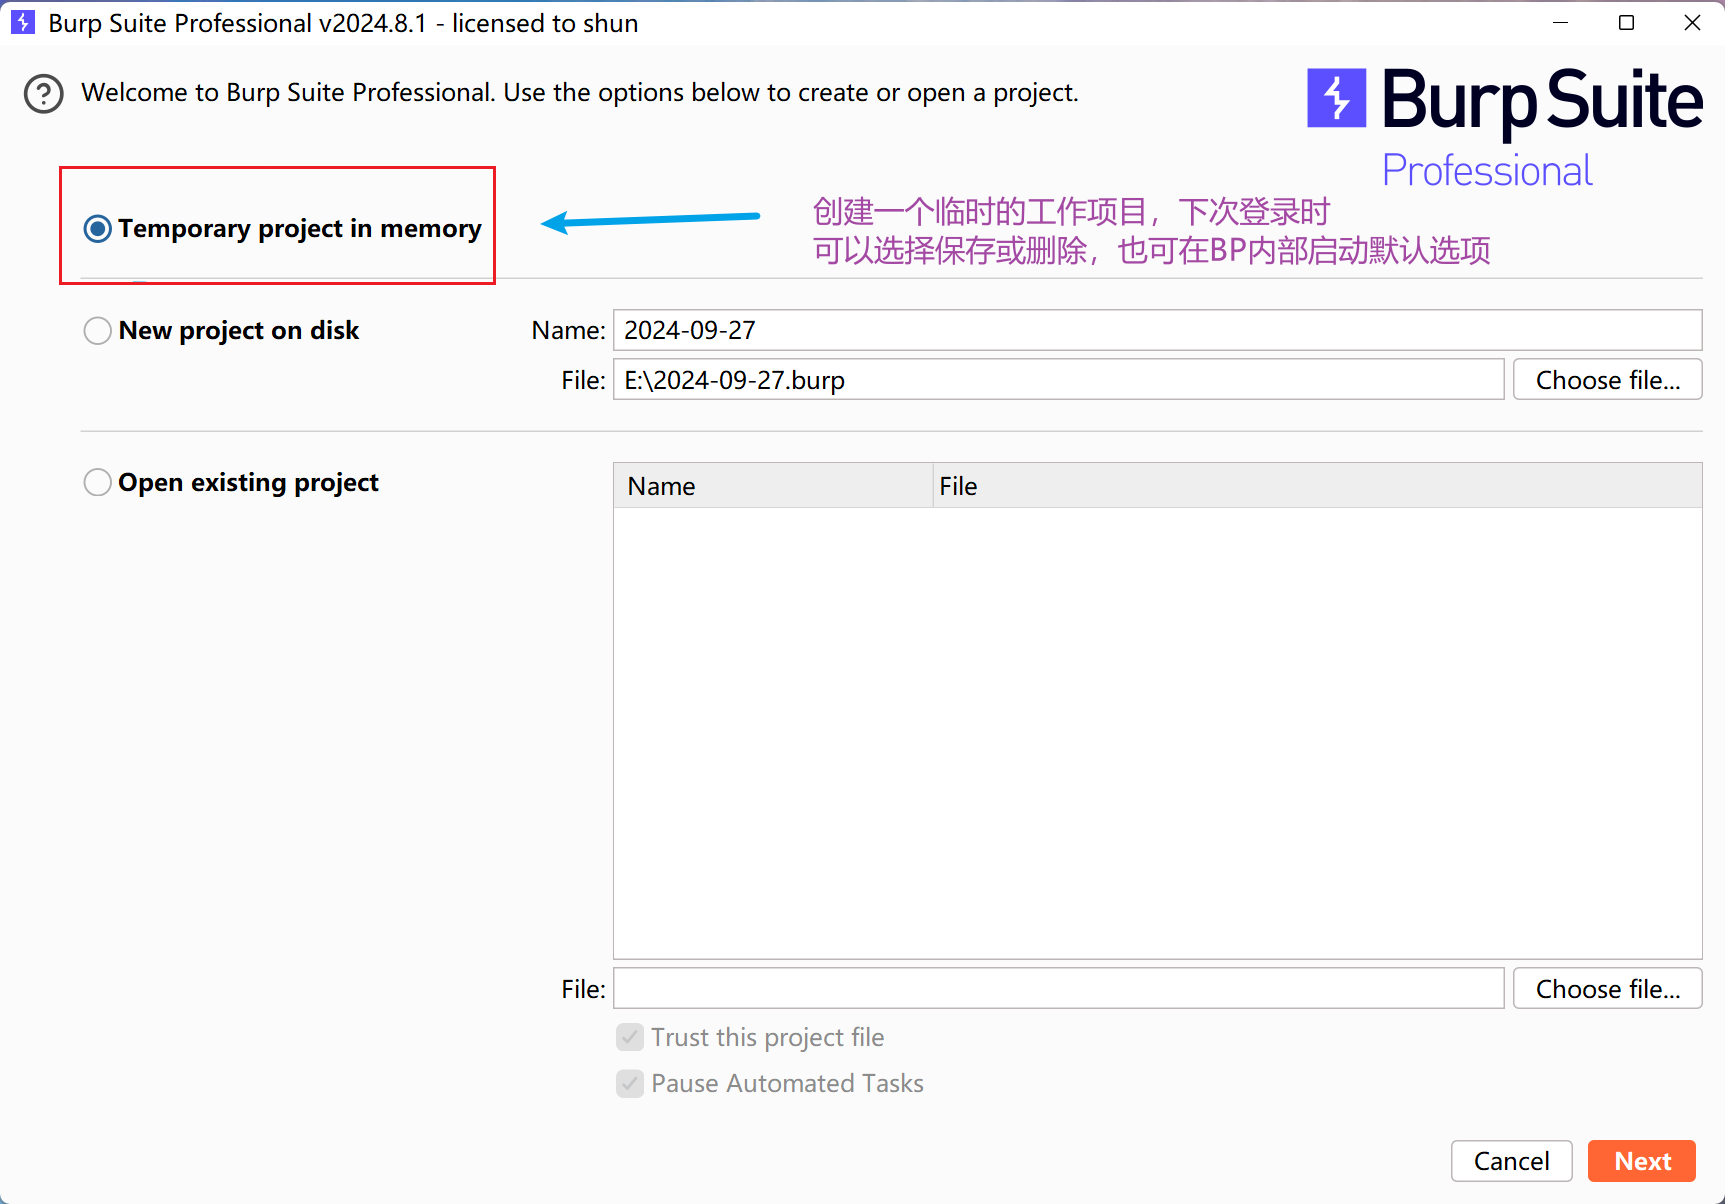 Burp Suite Professional v2024.8.1 - licensed to shun
Welcome to Burp Suite Professional. Use the options below to create or open a project.
Burp Suite
Professional
Temporary project in memory
创建一个临时的工作项目，下次登录时
可以选择保存或删除，也可在BP内部启动默认选项
New project on disk
Name: 2024-09-27
File: E:\2024-09-27.burp Choose file...
Open existing project
Name File
File: Choose file...
Trust this project file
Pause Automated Tasks
Cancel Next